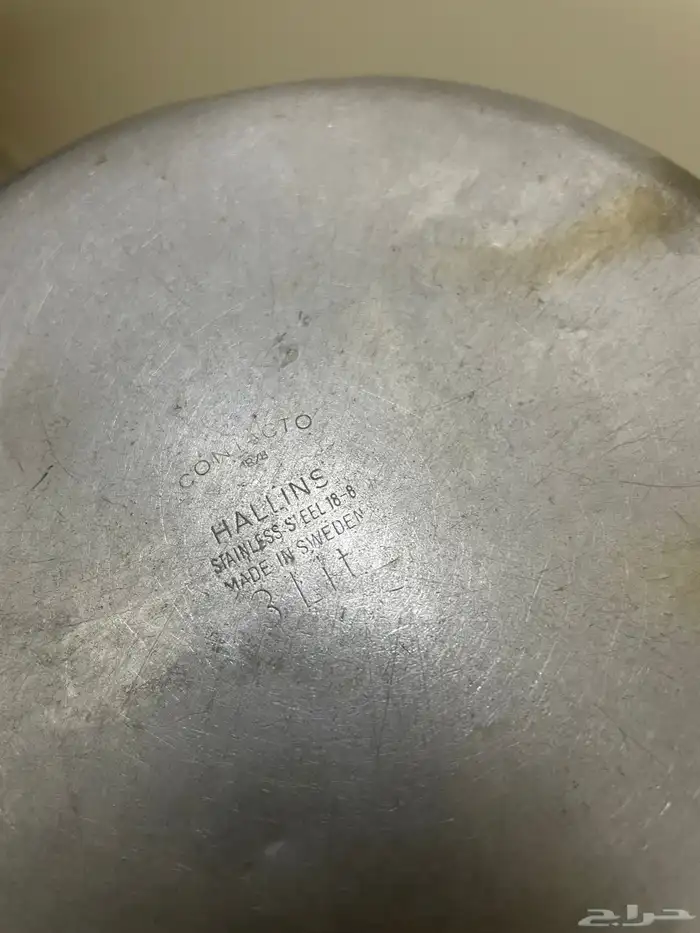 CONTACTO
HALLINS
STAINLESS STEEL 18-8
MADE IN SWEDEN
3 Lit
حراج